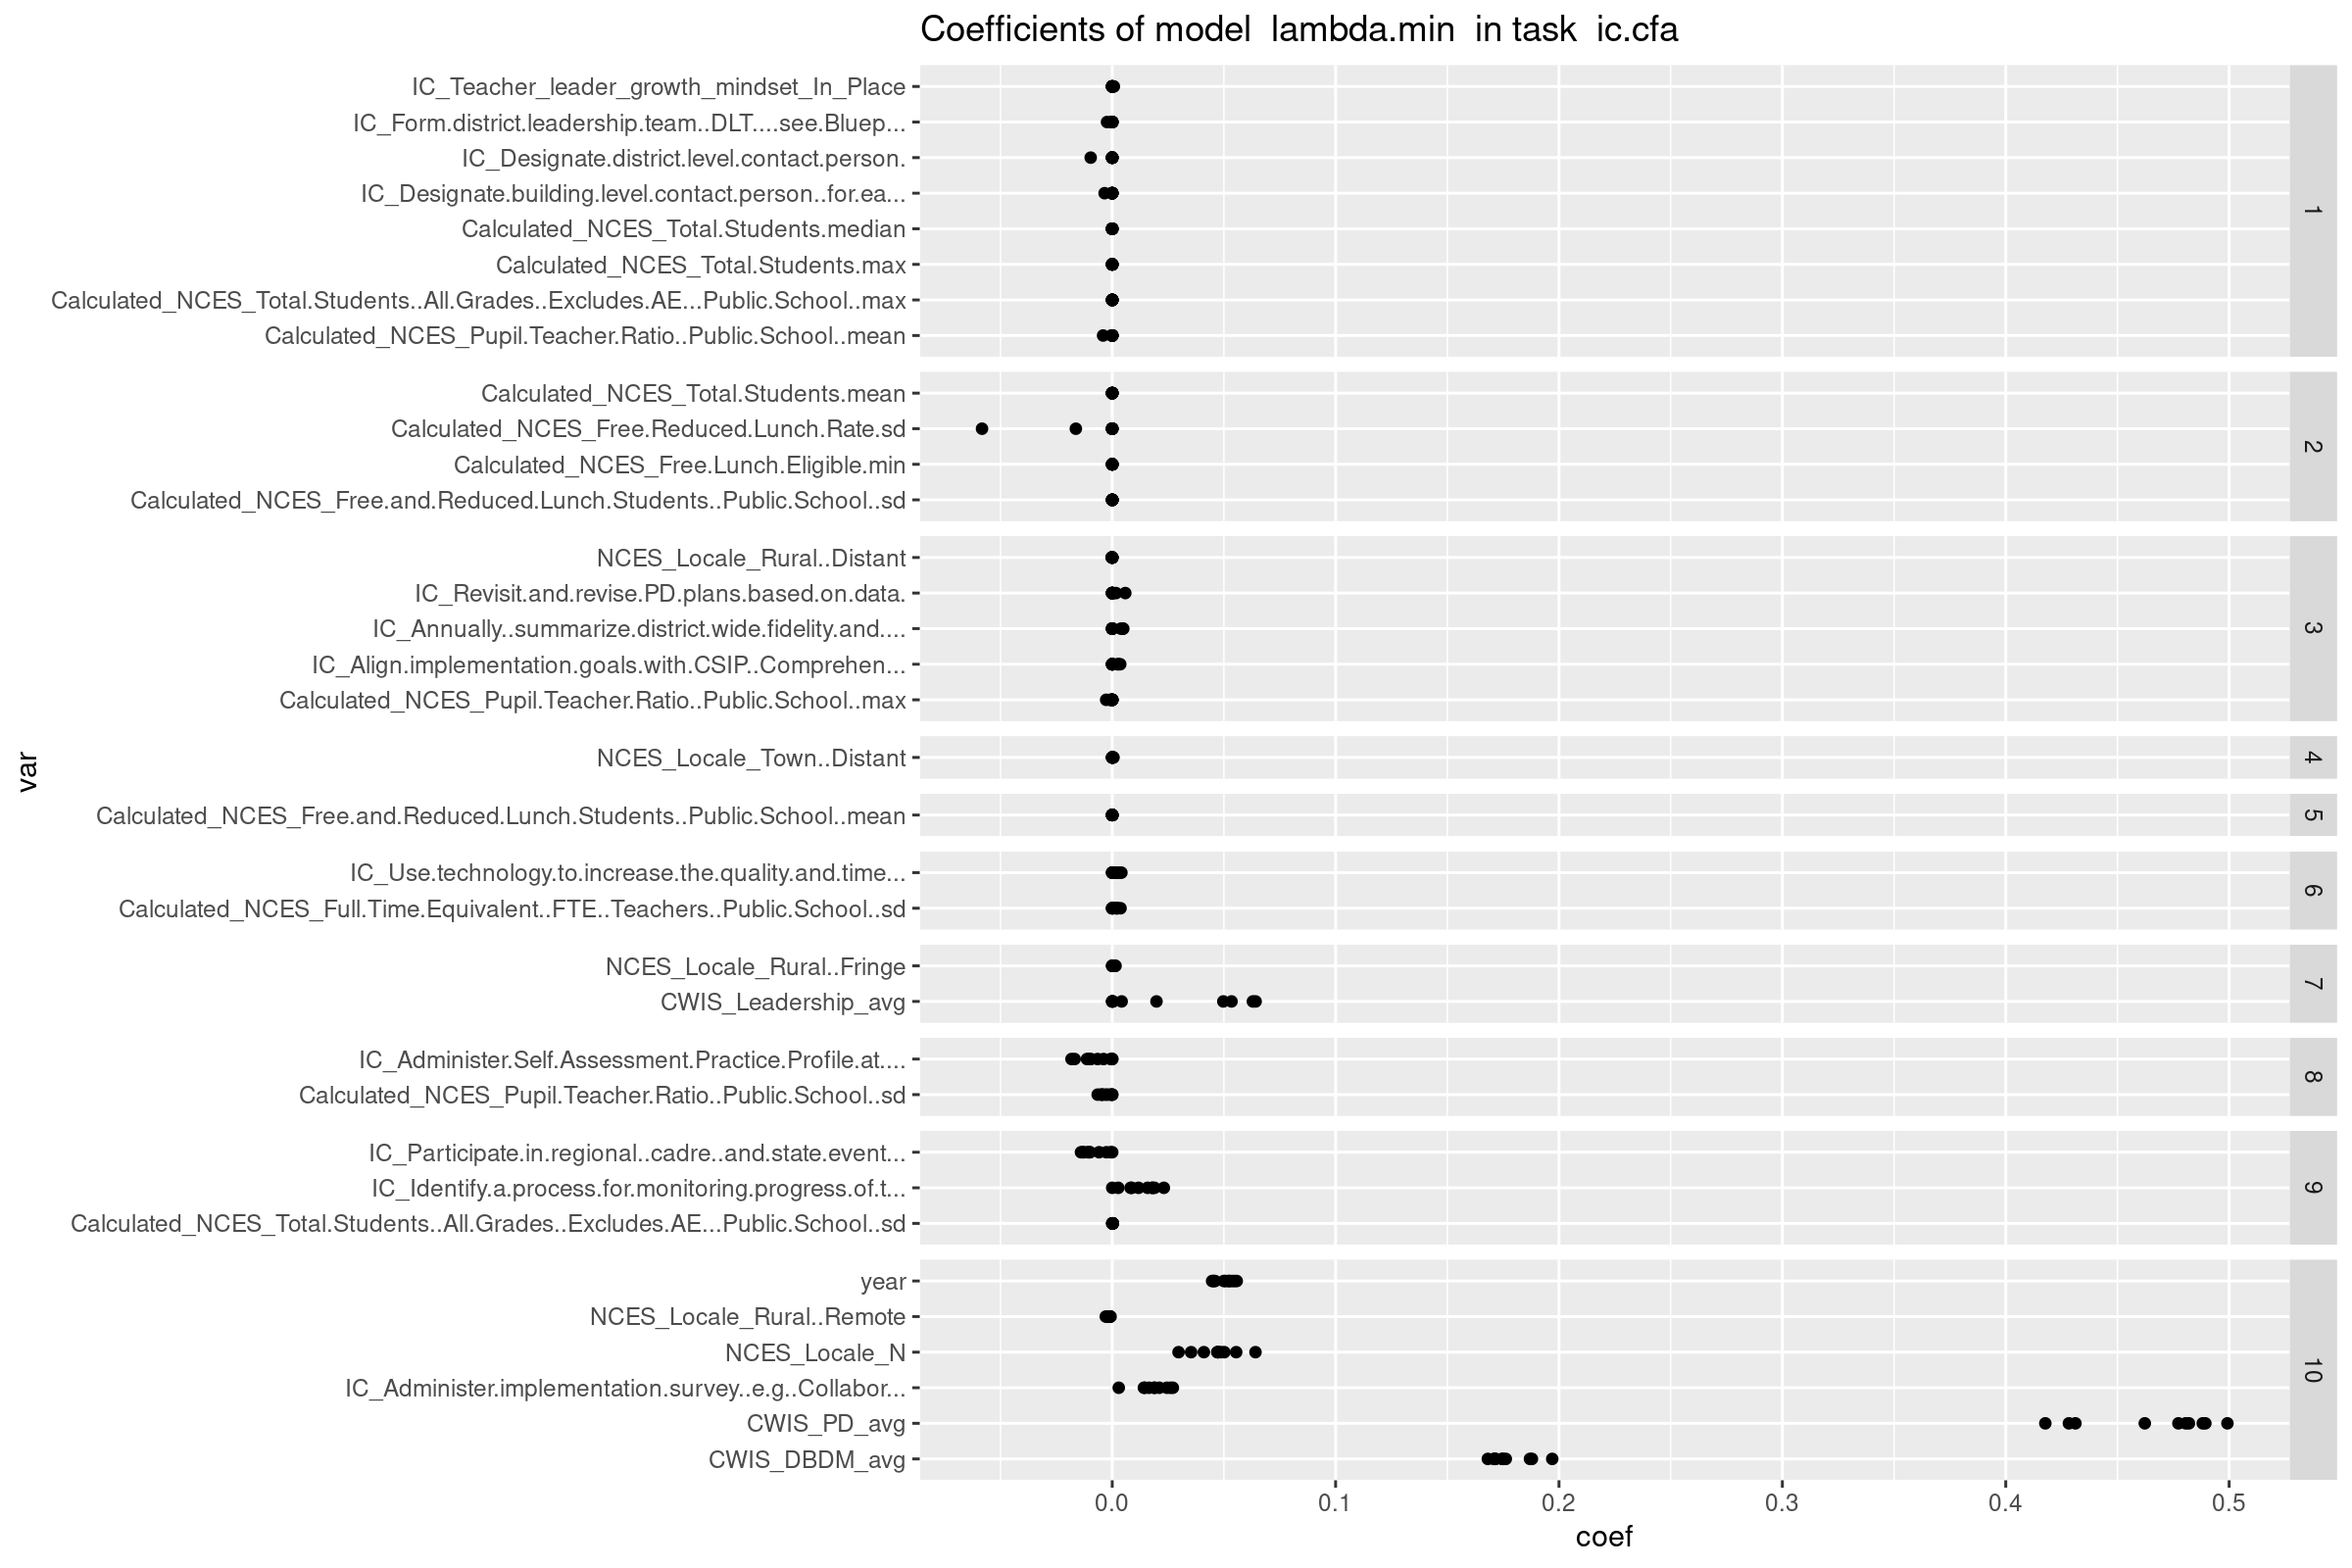 Coefficients of model  lambda.min  in task  ic.cfa
IC_Teacher_leader_growth_mindset_In_Place
IC_Form.district.leadership.team..DLT....see.Bluep...
IC_Designate.district.level.contact.person.
IC_Designate.building.level.contact.person..for.ea...
Calculated_NCES_Total.Students.median
Calculated_NCES_Total.Students.max
Calculated_NCES_Total.Students..All.Grades..Excludes.AE...Public.School..max
Calculated_NCES_Pupil.Teacher.Ratio..Public.School..mean
1
Calculated_NCES_Total.Students.mean
Calculated_NCES_Free.Reduced.Lunch.Rate.sd
Calculated_NCES_Free.Lunch.Eligible.min
Calculated_NCES_Free.and.Reduced.Lunch.Students..Public.School..sd
2
NCES_Locale_Rural..Distant
IC_Revisit.and.revise.PD.plans.based.on.data.
IC_Annually..summarize.district.wide.fidelity.and....
IC_Align.implementation.goals.with.CSIP..Comprehen...
Calculated_NCES_Pupil.Teacher.Ratio..Public.School..max
3
NCES_Locale_Town..Distant
4
Calculated_NCES_Free.and.Reduced.Lunch.Students..Public.School..mean
5
IC_Use.technology.to.increase.the.quality.and.time...
Calculated_NCES_Full.Time.Equivalent..FTE..Teachers..Public.School..sd
6
NCES_Locale_Rural..Fringe
CWIS_Leadership_avg
7
IC_Administer.Self.Assessment.Practice.Profile.at....
Calculated_NCES_Pupil.Teacher.Ratio..Public.School..sd
8
IC_Participate.in.regional..cadre..and.state.event...
IC_Identify.a.process.for.monitoring.progress.of.t...
Calculated_NCES_Total.Students..All.Grades..Excludes.AE...Public.School..sd
9
year
NCES_Locale_Rural..Remote
NCES_Locale_N
IC_Administer.implementation.survey..e.g..Collabor...
CWIS_PD_avg
CWIS_DBDM_avg
10
var
0.0 0.1 0.2 0.3 0.4 0.5
coef